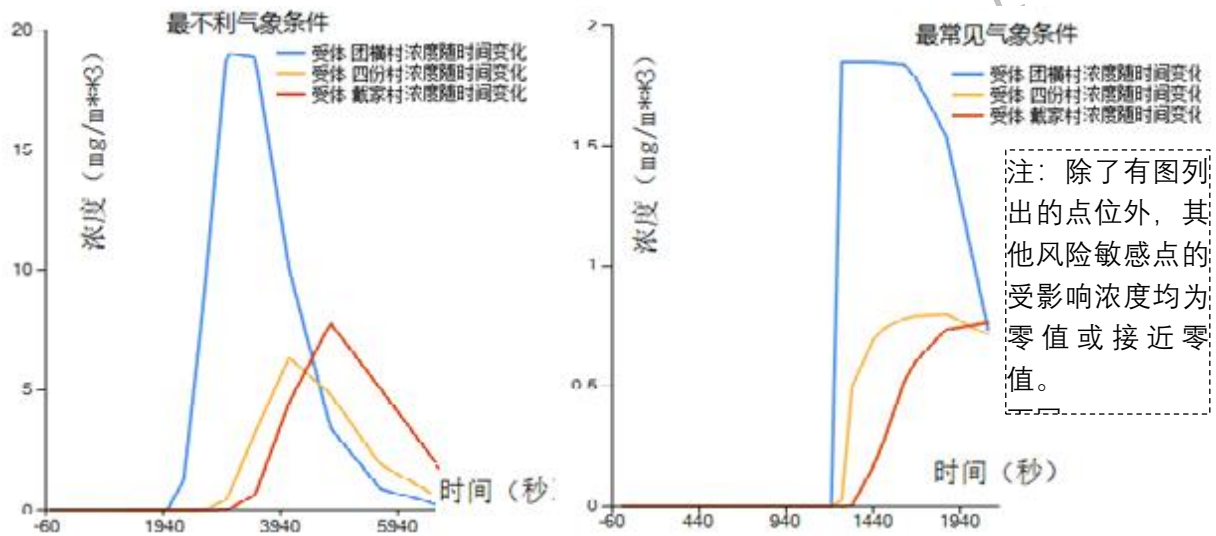 最不利气象条件
受体 团横村浓度随时间变化
受体 四份村浓度随时间变化
受体 戴家村浓度随时间变化
浓度（mg/m**3）
20
15
10
5
0
-60
1940
3940
5940
时间（秒）
最常见气象条件
受体 团横村浓度随时间变化
受体 四份村浓度随时间变化
受体 戴家村浓度随时间变化
浓度（mg/m**3）
2
1.5
1
0.5
0
-60
440
940
1440
1940
时间（秒）
注：除了有图列
出的点位外，其
他风险敏感点的
受影响浓度均为
零值或接近零
值。